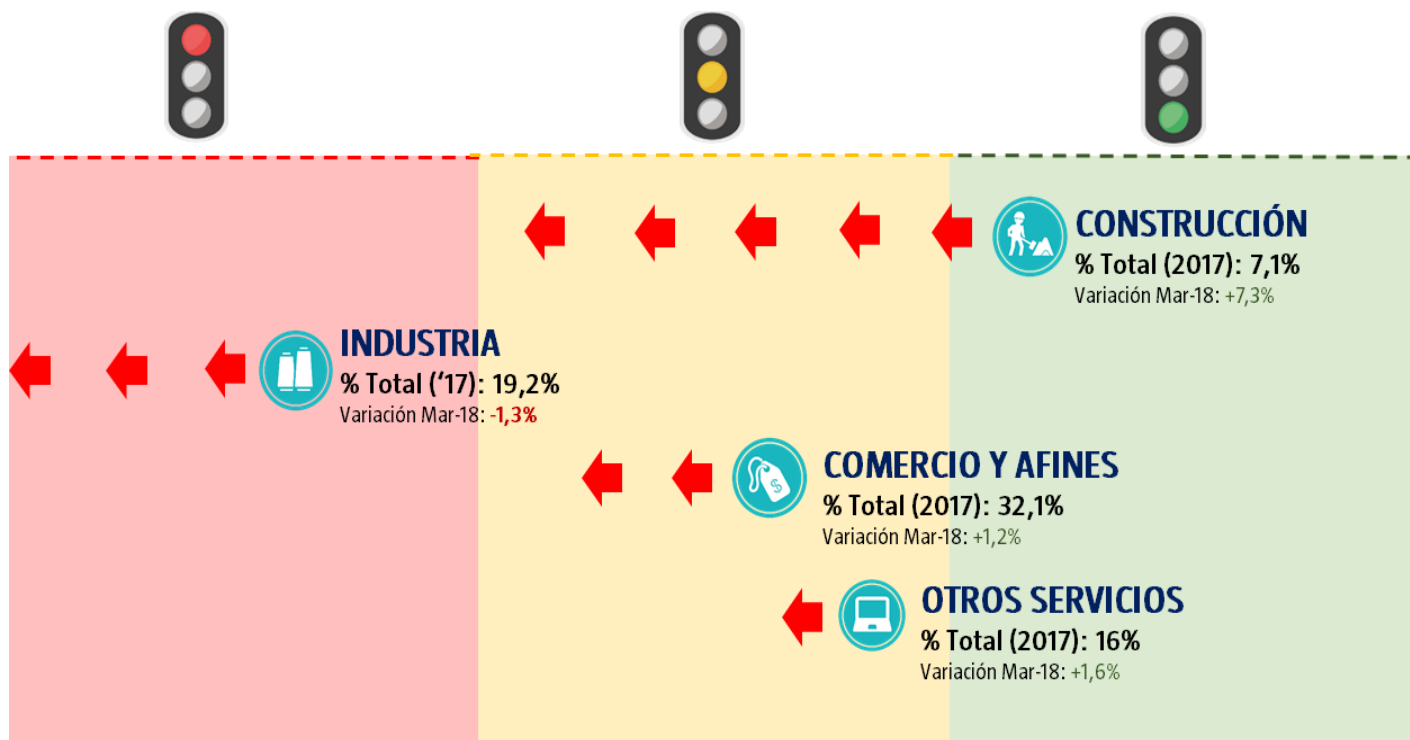 CONSTRUCCIÓN
% Total (2017): 7,1%
Variación Mar-18: +7,3%
INDUSTRIA
% Total (‘17): 19,2%
Variación Mar-18: -1,3%
COMERCIO Y AFINES
% Total (2017): 32,1%
Variación Mar-18: +1,2%
OTROS SERVICIOS
% Total (2017): 16%
Variación Mar-18: +1,6%